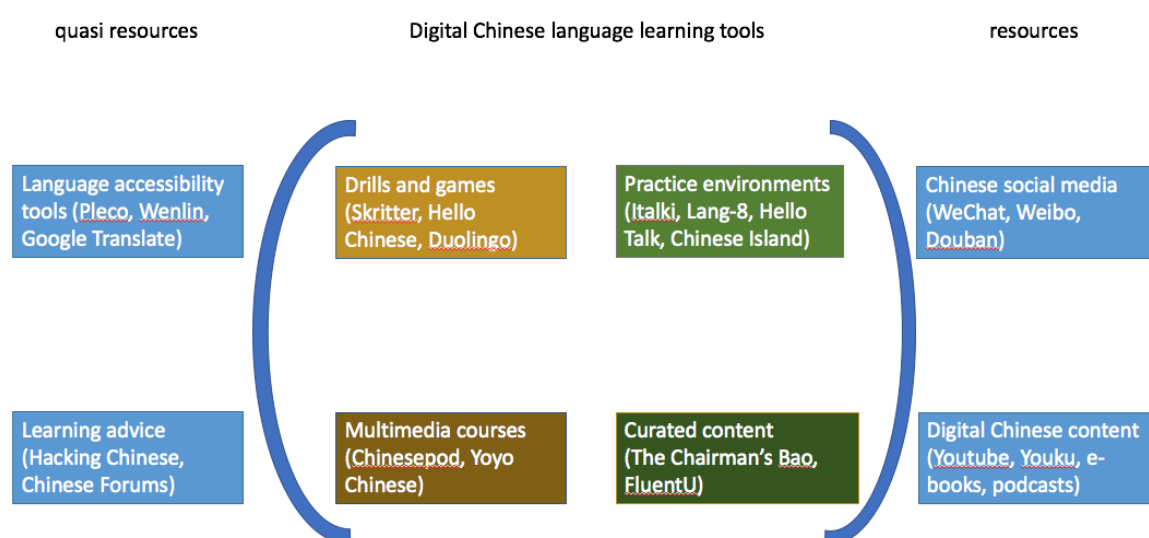 quasi resources
Digital Chinese language learning tools
resources
Language accessibility
tools (Pleco, Wenlin,
Google Translate)
Drills and games
(Skritter, Hello
Chinese, Duolingo)
Practice environments
(Italki, Lang-8, Hello
Talk, Chinese Island)
Chinese social media
(WeChat, Weibo,
Douban)
Learning advice
(Hacking Chinese,
Chinese Forums)
Multimedia courses
(Chinesepod, Yoyo
Chinese)
Curated content
(The Chairman's Bao,
FluentU)
Digital Chinese content
(Youtube, Youku, e-
books, podcasts)